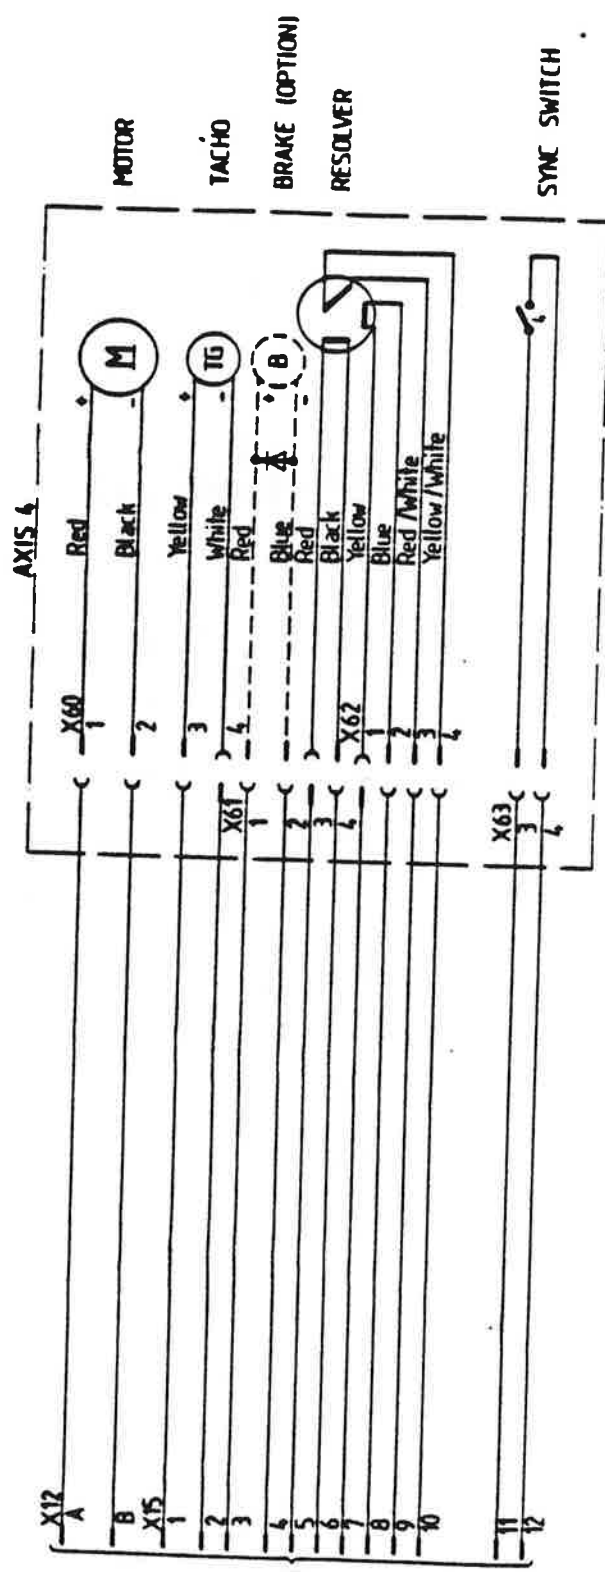 AXIS 4
MOTOR
TACHO
BRAKE (OPTION)
RESOLVER
SYNC SWITCH
M
TG
B
+
-
+
-
+
-
4
Red
Black
Yellow
White
Red
Blue
Red
Black
Yellow
Blue
Red/White
Yellow/White
X60
1
2
3
4
X62
1
2
3
4
X61
1
2
3
4
X63
3
4
X12
A
B
X15
1
2
3
4
5
6
7
8
9
10
11
12